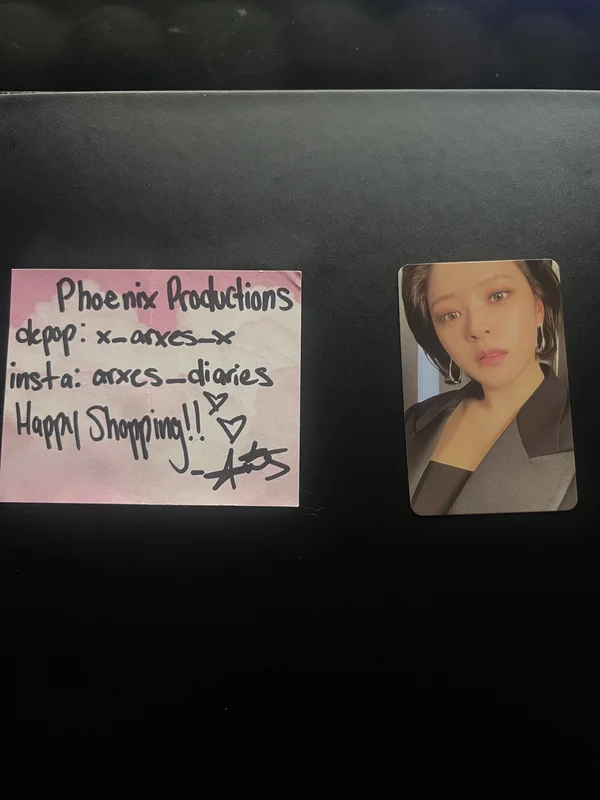 Phoenix Productions
depop: x_arxes_x
insta: arxes_diaries
Happy Shopping!!